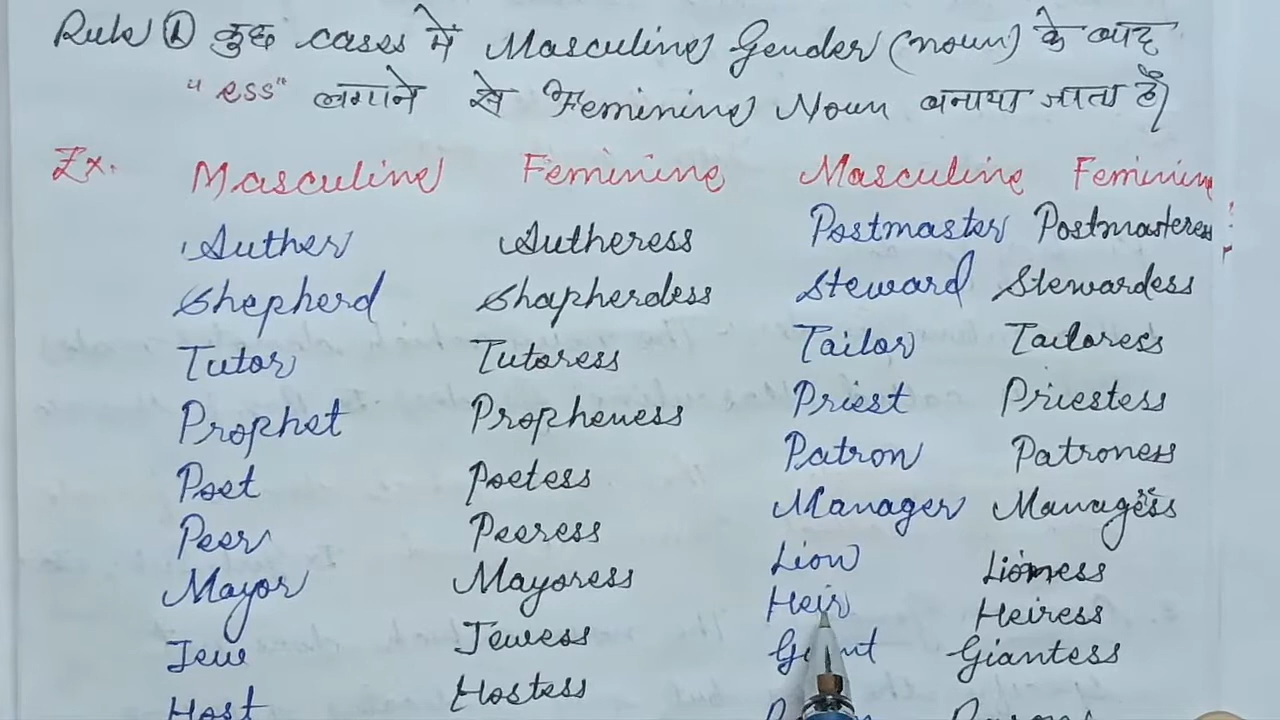 Rule ① कुछ cases में Masculine Gender (noun) के बाद
"ess" लगाने से Feminine Noun बनाया जाता है।
Ex. Masculine Feminine Masculine Feminin
Auther Autheress Postmaster Postmasteress
Shepherd Shapherdess Steward Stewardess
Tutor Tutoress Tailor Tailoress
Prophet Propheness Priest Priestess
Poet Poetess Patron Patroness
Peer Peeress Manager Manageress
Mayor Mayoress Lion Lioness
Jew Jewess Heir Heiress
Host Hostess Giant Giantess